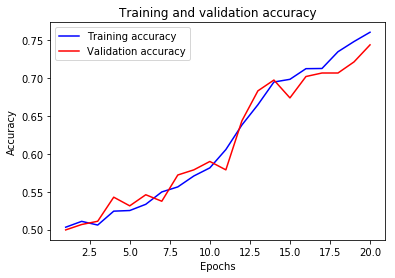 Training and validation accuracy
Training accuracy
Validation accuracy
Accuracy
0.75
0.70
0.65
0.60
0.55
0.50
2.5 5.0 7.5 10.0 12.5 15.0 17.5 20.0
Epochs